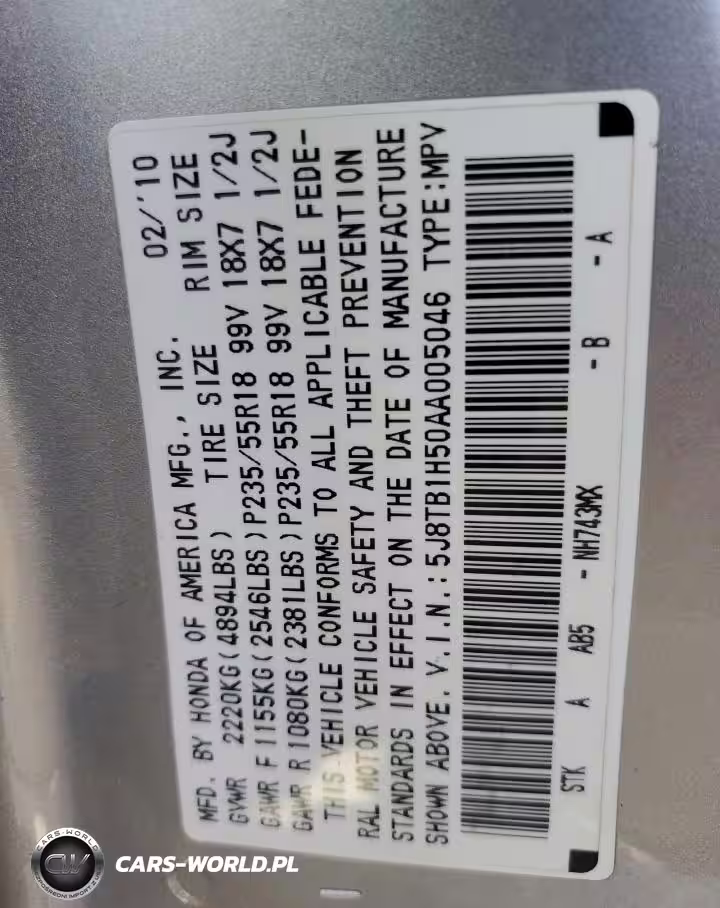 MFD. BY HONDA OF AMERICA MFG., INC. 02/'10
GVWR 2220KG(4894LBS) TIRE SIZE RIM SIZE
GAWR F 1155KG(2546LBS)P235/55R18 99V 18X7 1/2J
GAWR R 1080KG(2381LBS)P235/55R18 99V 18X7 1/2J
THIS VEHICLE CONFORMS TO ALL APPLICABLE FEDE-
RAL MOTOR VEHICLE SAFETY AND THEFT PREVENTION
STANDARDS IN EFFECT ON THE DATE OF MANUFACTURE
SHOWN ABOVE. V.I.N.:5J8TB1H50AA005046 TYPE:MPV
STK A AB5 - NH743MX - B - A
CARS-WORLD
CW
CARS-WORLD.PL